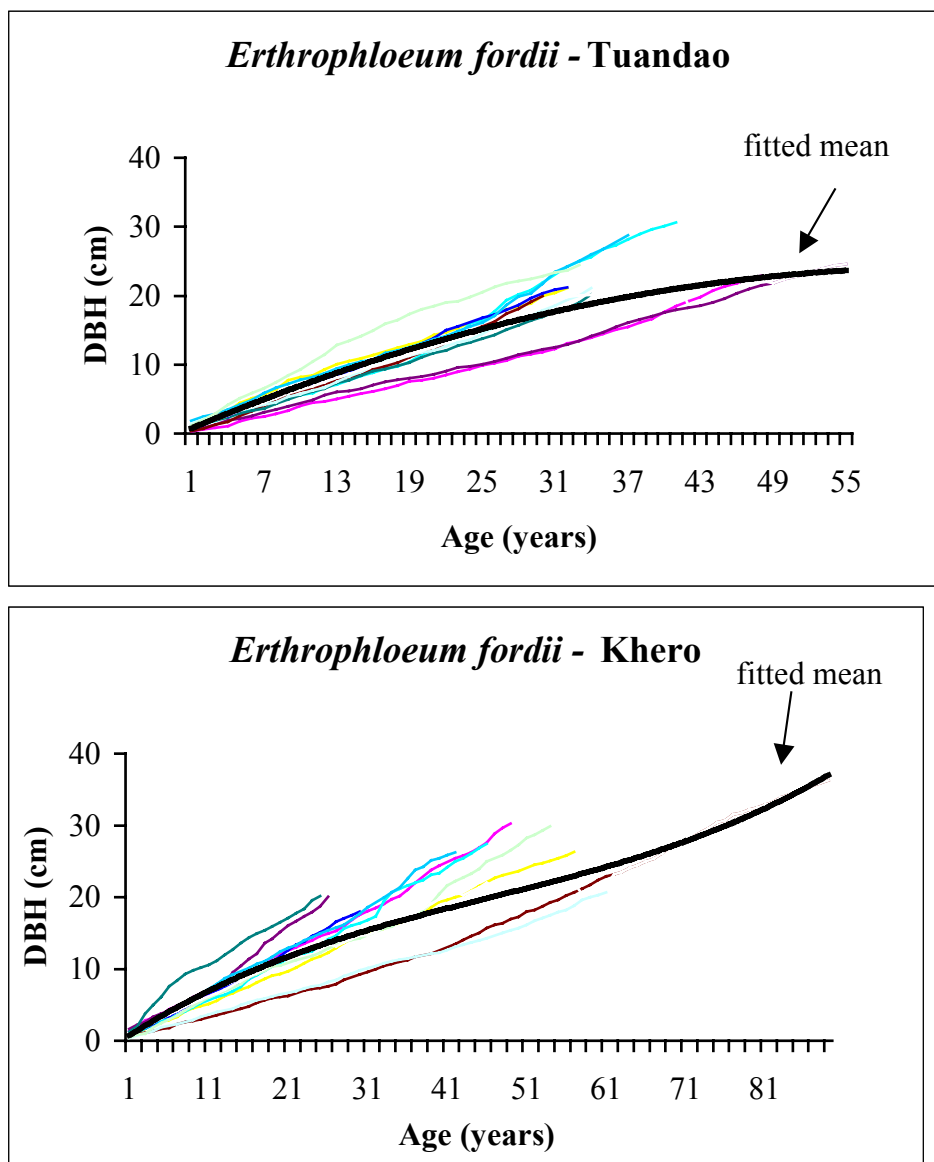 Erthrophloeum fordii - Tuandao
fitted mean
40
30
20
10
0
DBH (cm)
1 7 13 19 25 31 37 43 49 55
Age (years)
Erthrophloeum fordii - Khero
fitted mean
40
30
20
10
0
DBH (cm)
1 11 21 31 41 51 61 71 81
Age (years)